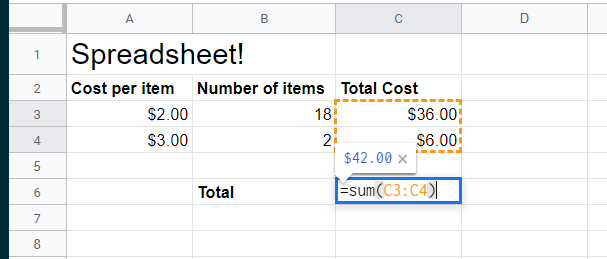 A B C D
1 Spreadsheet!
2 Cost per item Number of items Total Cost
3 $2.00 18 $36.00
4 $3.00 2 $6.00
5 $42.00 ×
6 Total =sum(C3:C4)
7
8